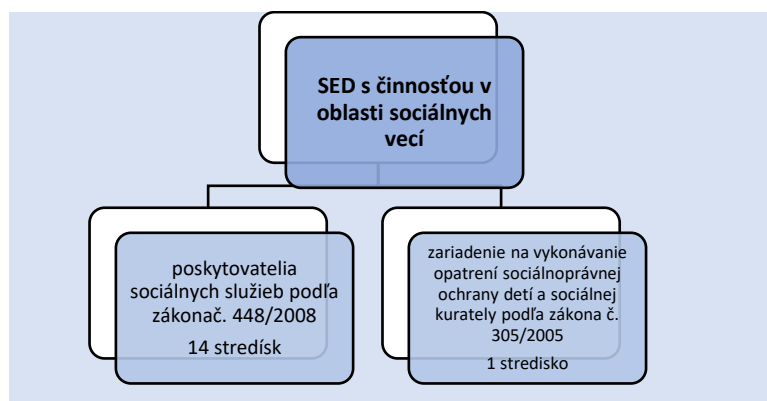 SED s činnosťou v
oblasti sociálnych
vecí
poskytovatelia
sociálnych služieb podľa
zákonač. 448/2008
14 stredísk
zariadenie na vykonávanie
opatrení sociálnoprávnej
ochrany detí a sociálnej
kurately podľa zákona č.
305/2005
1 stredisko